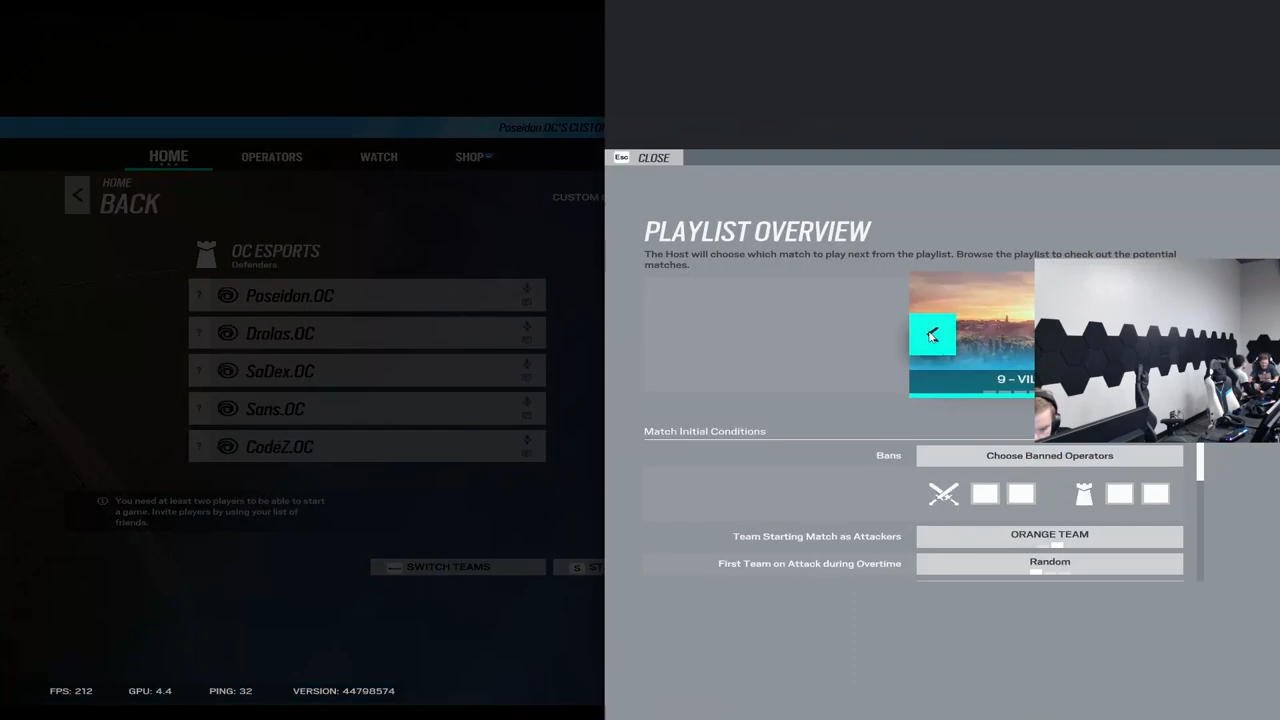 Poseidon.OC'S CUSTO
HOME
OPERATORS
WATCH
SHOP
HOME
BACK
CUSTOM
OC ESPORTS
Defenders
? Poseidon.OC
? Drolas.OC
? SaDex.OC
? Sans.OC
? CodeZ.OC
You need at least two players to be able to start
a game. Invite players by using your list of
friends.
SWITCH TEAMS
S ST
FPS: 212
GPU: 4.4
PING: 32
VERSION: 44798574
Esc CLOSE
PLAYLIST OVERVIEW
The Host will choose which match to play next from the playlist. Browse the playlist to check out the potential
matches.
9 – VIL
Match Initial Conditions
Bans
Choose Banned Operators
Team Starting Match as Attackers
ORANGE TEAM
First Team on Attack during Overtime
Random